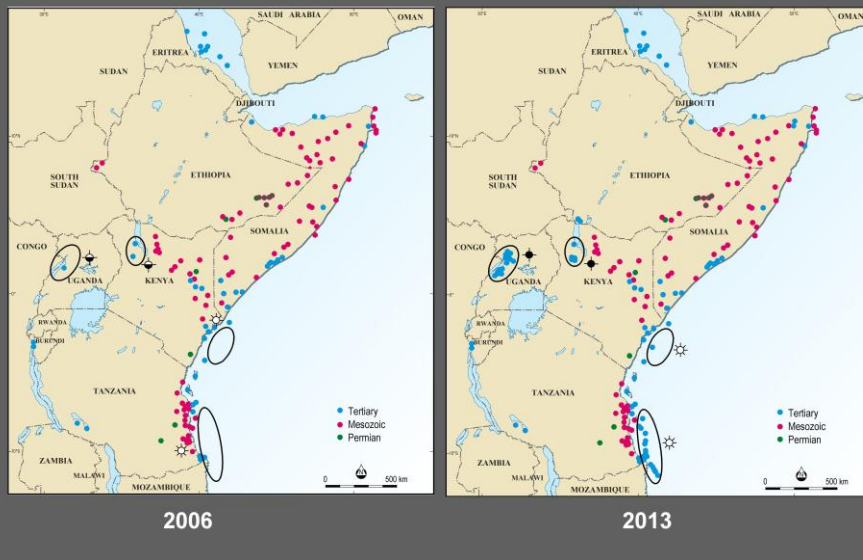 SAUDI ARABIA
OMAN
ERITREA
YEMEN
SUDAN
DJIBOUTI
SOUTH
SUDAN
ETHIOPIA
SOMALIA
CONGO
UGANDA
KENYA
RWANDA
BURUNDI
TANZANIA
Tertiary
Mesozoic
Permian
ZAMBIA
MALAWI
MOZAMBIQUE
0
500 km
2006
SAUDI ARABIA
OMAN
ERITREA
YEMEN
SUDAN
DJIBOUTI
SOUTH
SUDAN
ETHIOPIA
SOMALIA
CONGO
UGANDA
KENYA
RWANDA
BURUNDI
TANZANIA
Tertiary
Mesozoic
Permian
ZAMBIA
MALAWI
MOZAMBIQUE
0
500 km
2013